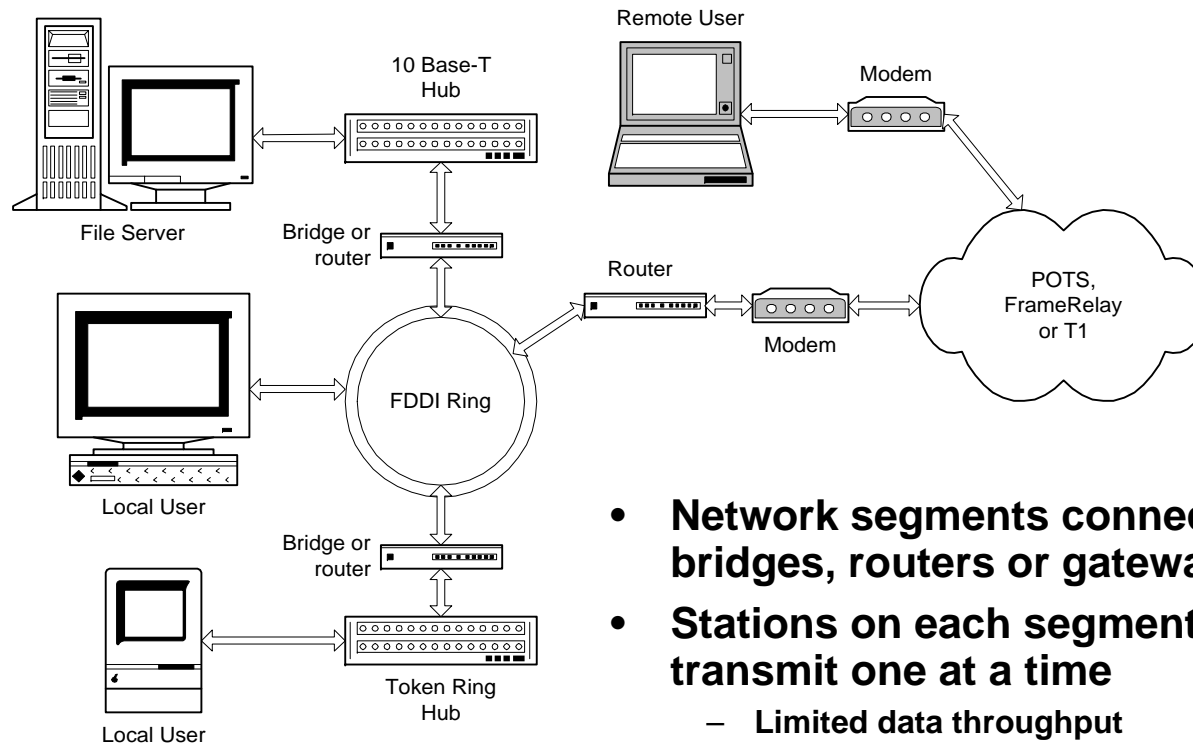 Remote User
10 Base-T
Hub
Modem
File Server
Bridge or
router
Router
POTS,
FrameRelay
or T1
Modem
FDDI Ring
Local User
Bridge or
router
Token Ring
Hub
Local User
• Network segments
bridges, routers or
• Stations on each segment
transmit one at a time
– Limited data throughput